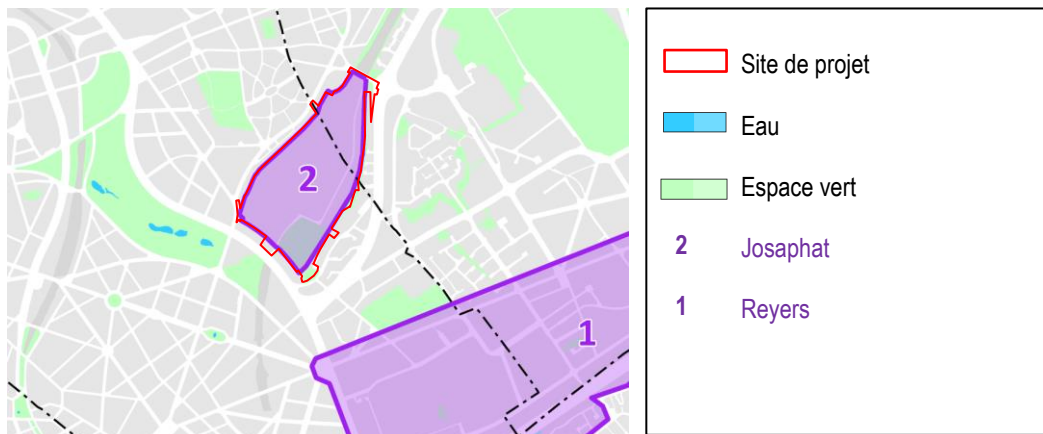 2
1
Site de projet
Eau
Espace vert
2 Josaphat
1 Reyers